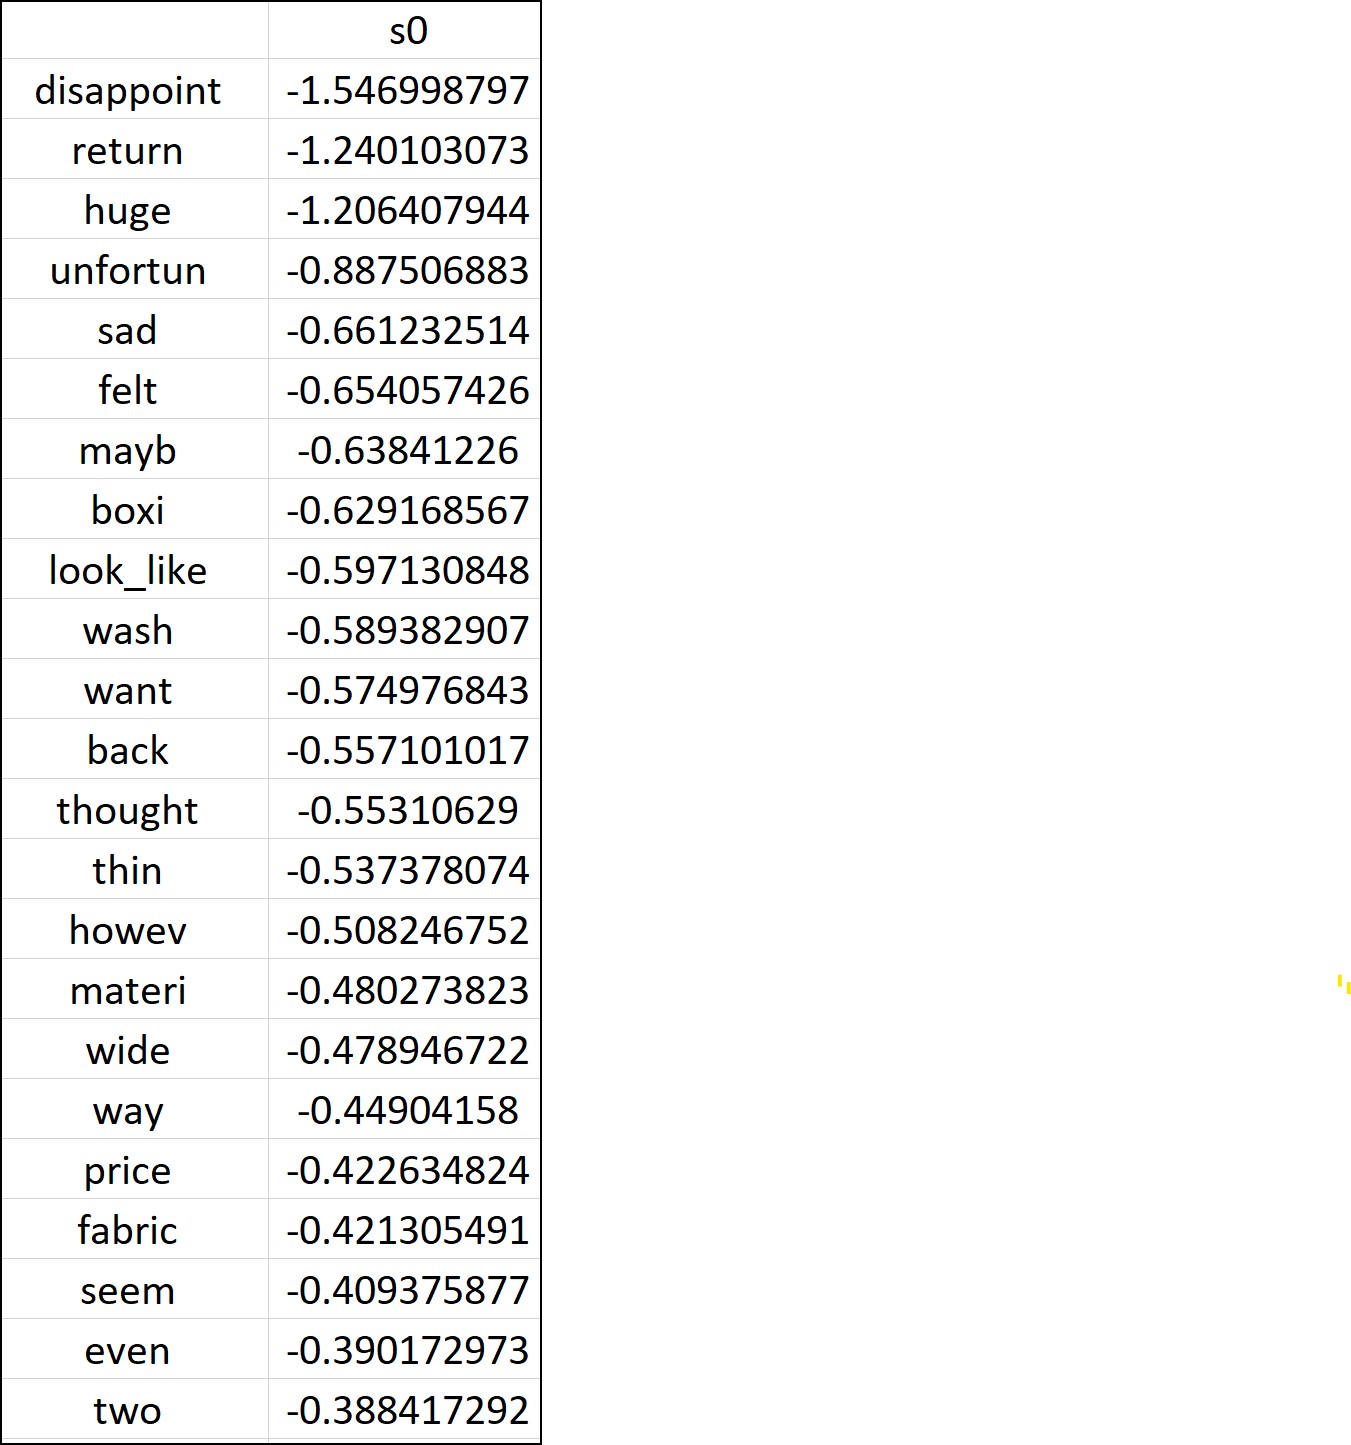 s0
disappoint -1.546998797
return -1.240103073
huge -1.206407944
unfortun -0.887506883
sad -0.661232514
felt -0.654057426
mayb -0.63841226
boxi -0.629168567
look_like -0.597130848
wash -0.589382907
want -0.574976843
back -0.557101017
thought -0.55310629
thin -0.537378074
howev -0.508246752
materi -0.480273823
wide -0.478946722
way -0.44904158
price -0.422634824
fabric -0.421305491
seem -0.409375877
even -0.390172973
two -0.388417292